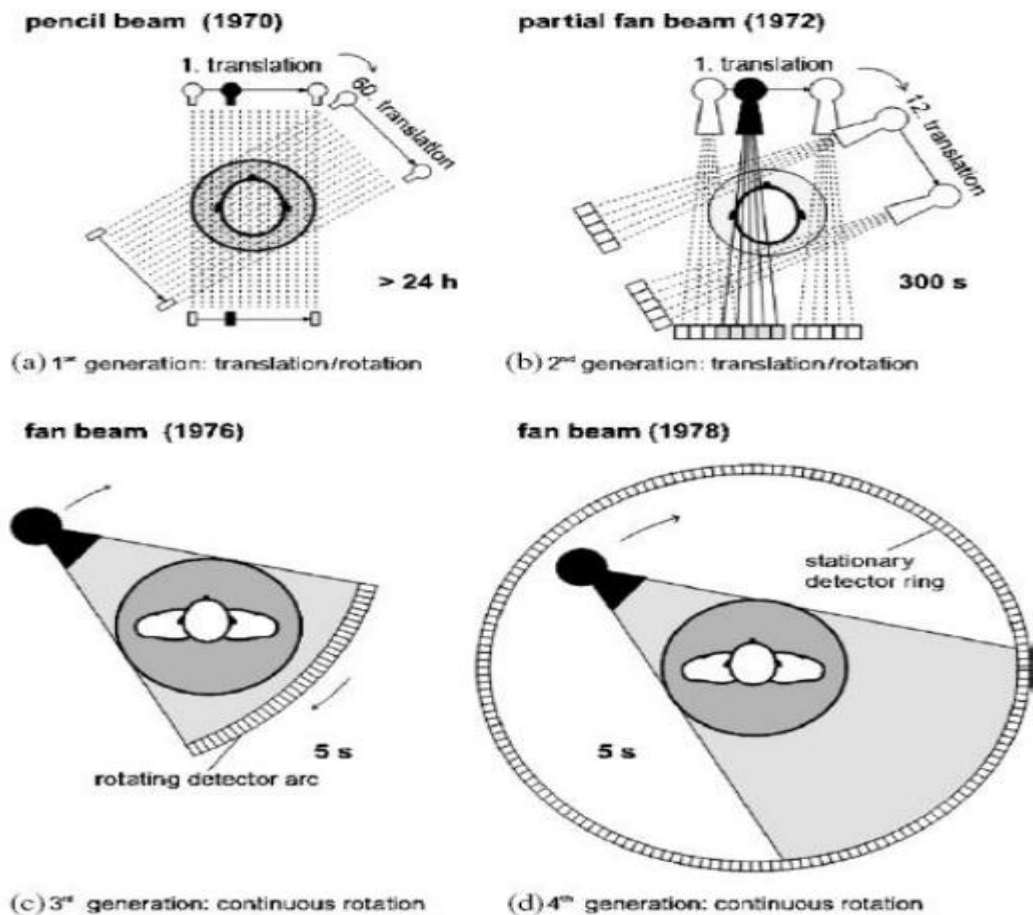 pencil beam (1970)
1. translation
60. translation
> 24 h
(a) 1st generation: translation/rotation
partial fan beam (1972)
1. translation
12. translation
300 s
(b) 2nd generation: translation/rotation
fan beam (1976)
5 s
rotating detector arc
(c) 3rd generation: continuous rotation
fan beam (1978)
stationary
detector ring
5 s
(d) 4th generation: continuous rotation